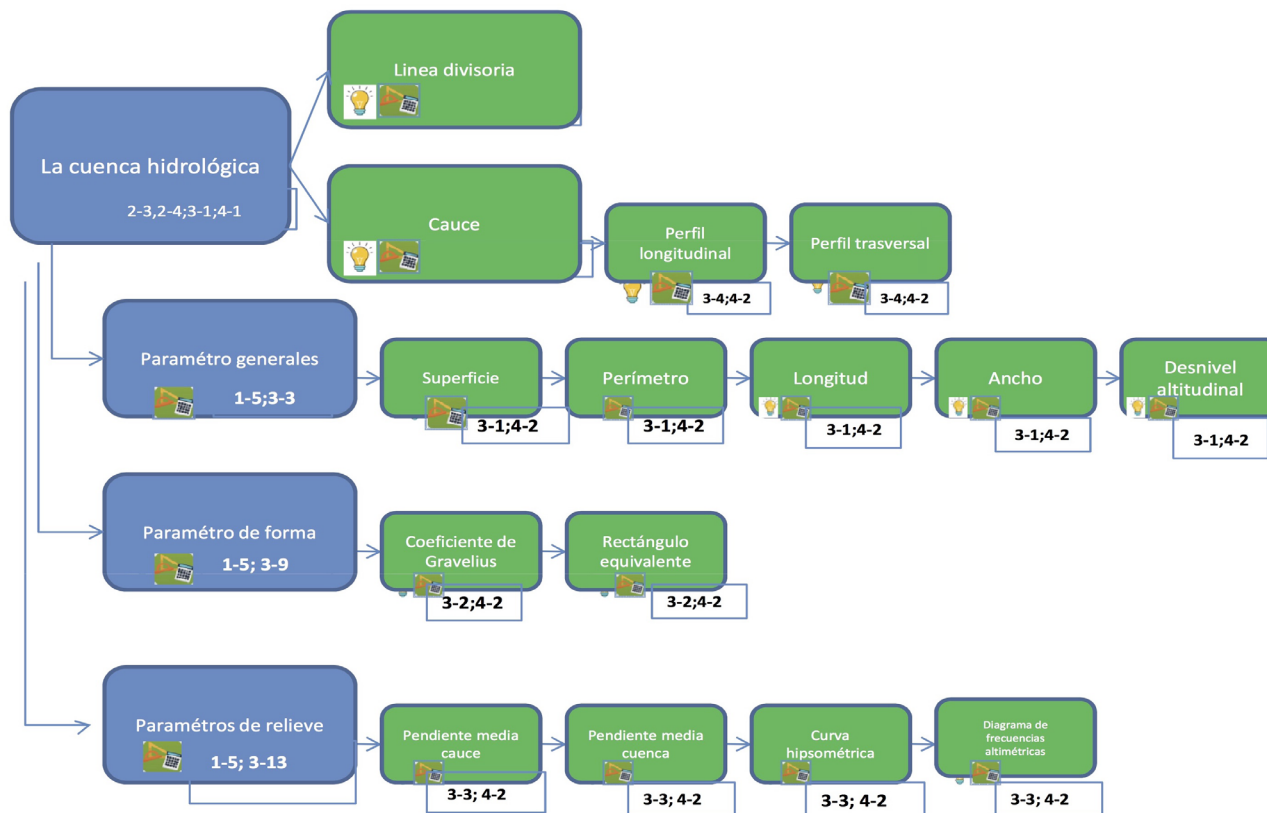 Linea divisoria
La cuenca hidrológica
2-3,2-4;3-1;4-1
Cauce
Perfil
longitudinal
3-4;4-2
Perfil trasversal
3-4;4-2
Paramétro generales
1-5;3-3
Superficie
3-1;4-2
Perímetro
3-1;4-2
Longitud
3-1;4-2
Ancho
3-1;4-2
Desnivel
altitudinal
3-1;4-2
Paramétro de forma
1-5; 3-9
Coeficiente de
Gravelius
3-2;4-2
Rectángulo
equivalente
3-2;4-2
Paramétros de relieve
1-5; 3-13
Pendiente media
cauce
3-3; 4-2
Pendiente media
cuenca
3-3; 4-2
Curva
hipsométrica
3-3; 4-2
Diagrama de
frecuencias
altimétricas
3-3; 4-2